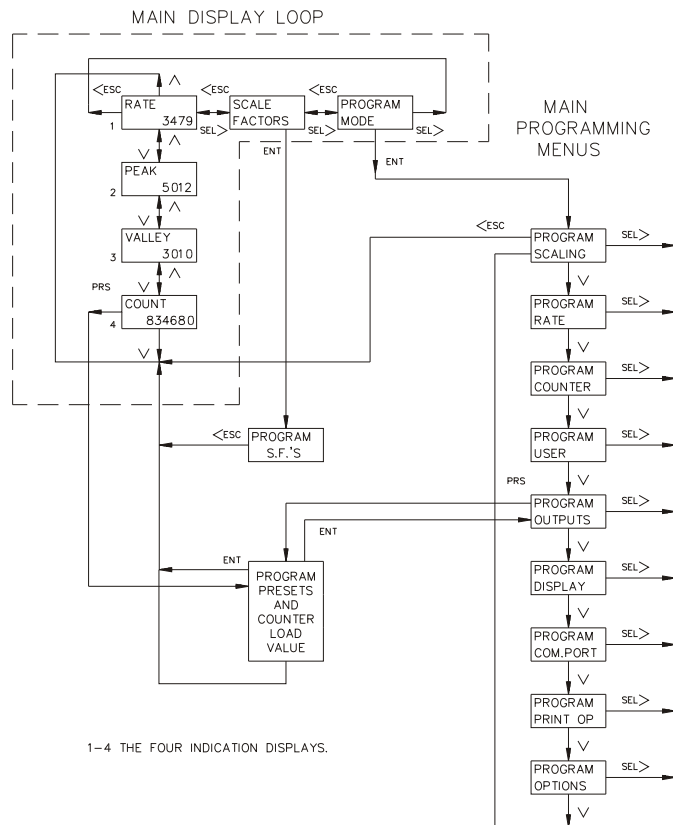 MAIN DISPLAY LOOP
<ESC
<ESC
<ESC
RATE
3479
SCALE
FACTORS
PROGRAM
MODE
1
SEL>
SEL>
SEL>
ENT
ENT
PEAK
5012
2
VALLEY
3010
3
PRS
COUNT
834680
4
MAIN
PROGRAMMING
MENUS
<ESC
PROGRAM
SCALING
SEL>
PROGRAM
RATE
SEL>
PROGRAM
COUNTER
SEL>
<ESC
PROGRAM
S.F.'S
PROGRAM
USER
SEL>
PRS
PROGRAM
OUTPUTS
SEL>
ENT
ENT
PROGRAM
PRESETS
AND
COUNTER
LOAD
VALUE
PROGRAM
DISPLAY
SEL>
PROGRAM
COM.PORT
SEL>
PROGRAM
PRINT OP
SEL>
PROGRAM
OPTIONS
SEL>
1-4 THE FOUR INDICATION DISPLAYS.